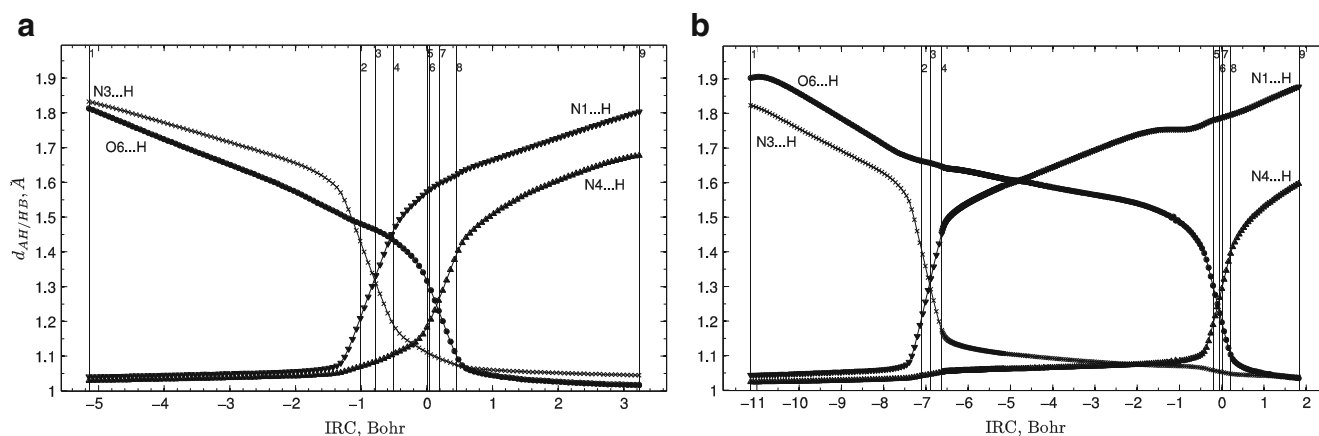 a
1 3 5 7 9
2 4 6 8
1.9
1.8
1.7
1.6
1.5
1.4
1.3
1.2
1.1
1
d_{AH/HB}, Å
N3...H
O6...H
N1...H
N4...H
−5 −4 −3 −2 −1 0 1 2 3
IRC, Bohr
b
1 3 5 7 9
2 4 6 8
1.9
1.8
1.7
1.6
1.5
1.4
1.3
1.2
1.1
1
O6...H
N3...H
N1...H
N4...H
−11 −10 −9 −8 −7 −6 −5 −4 −3 −2 −1 0 1 2
IRC, Bohr